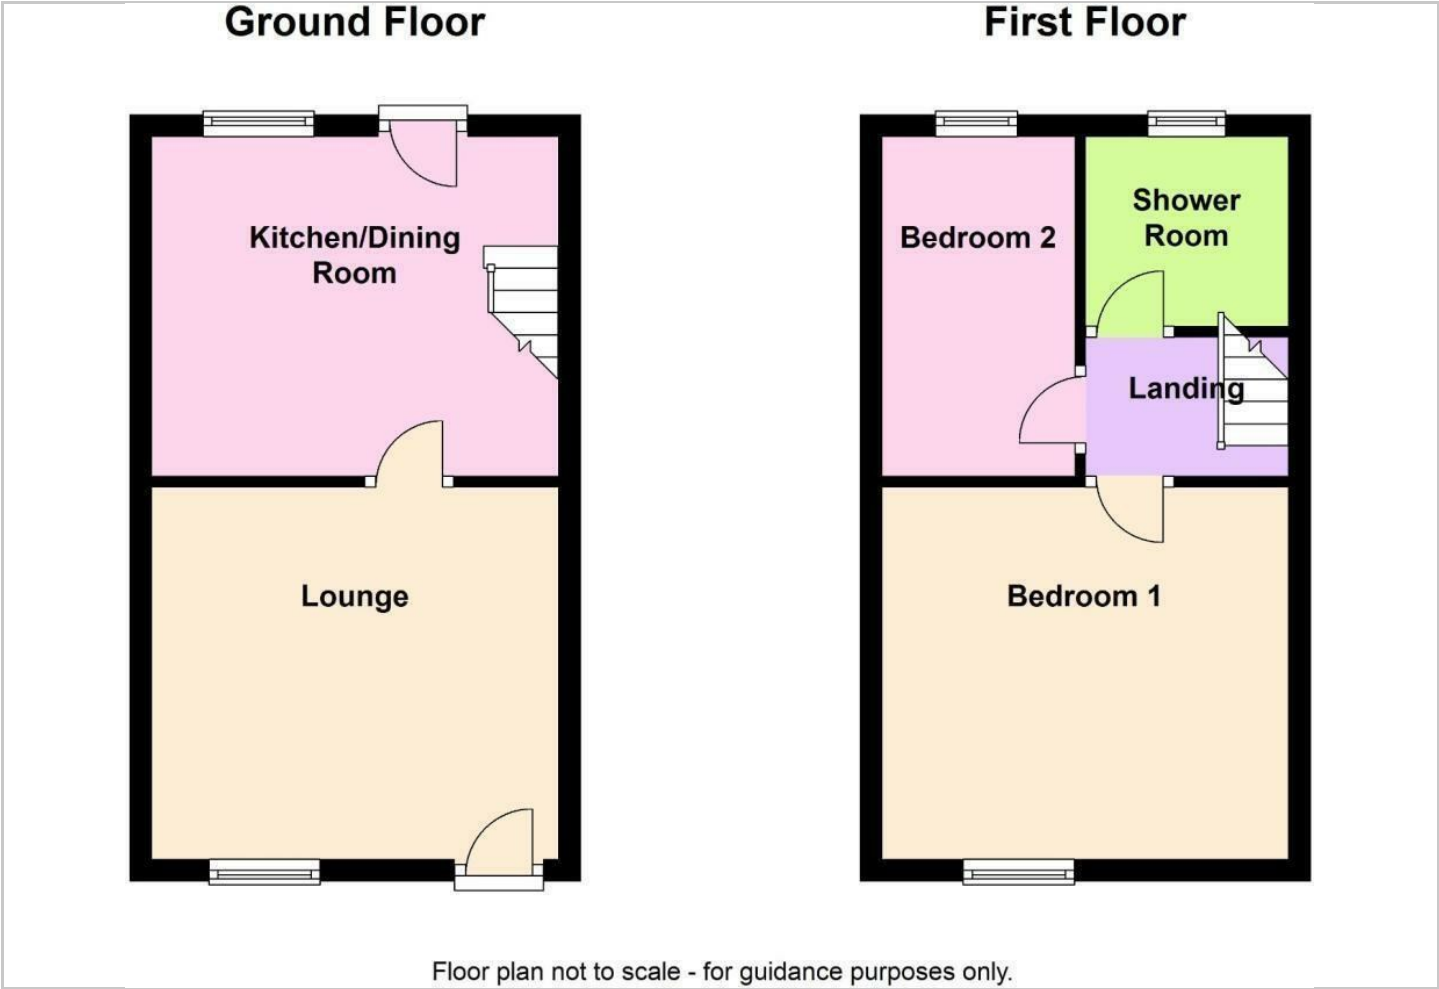 Ground Floor
First Floor
Kitchen/Dining
Room
Lounge
Bedroom 2
Shower
Room
Landing
Bedroom 1
Floor plan not to scale - for guidance purposes only.